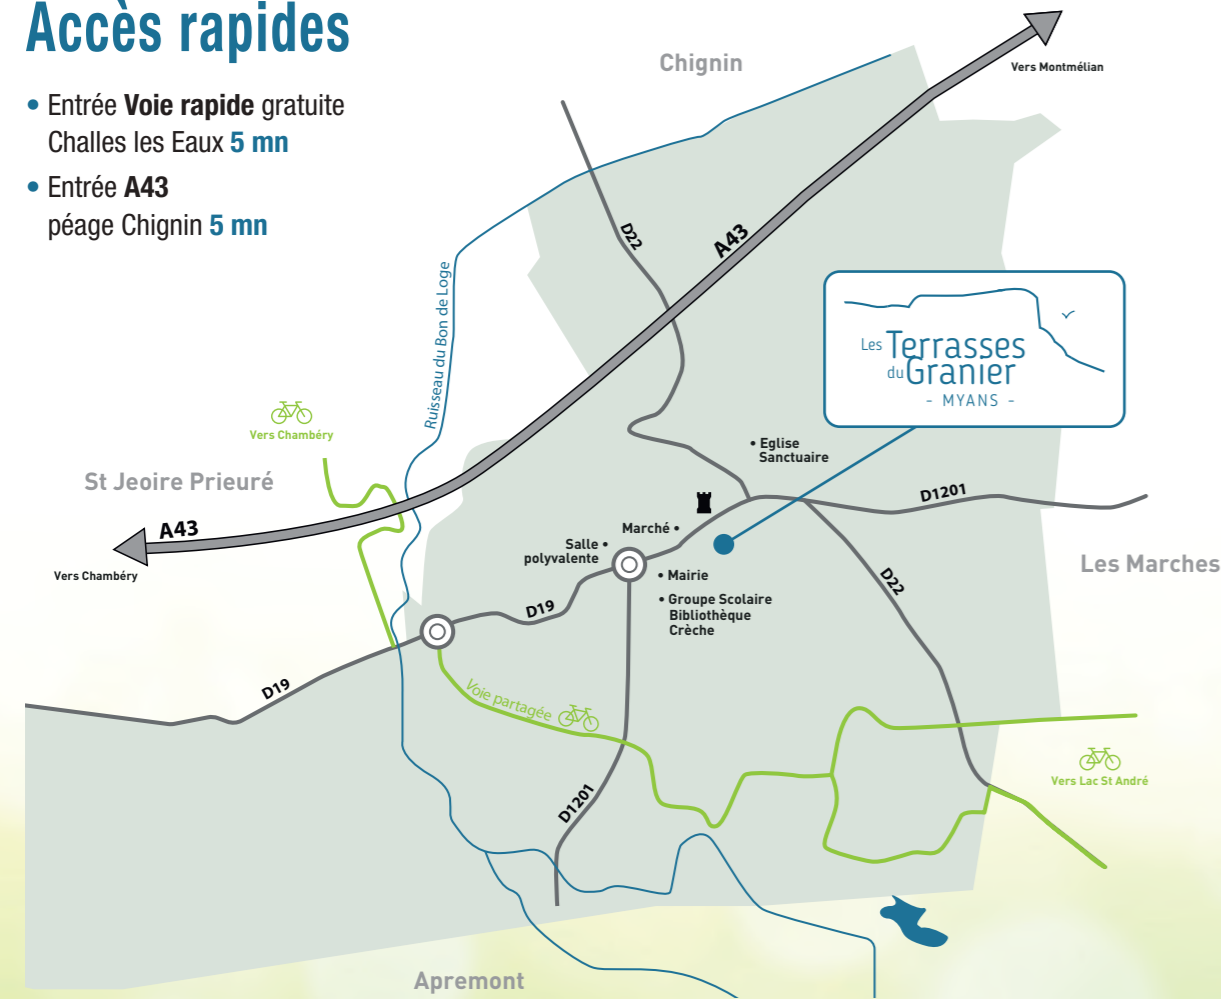 Accès rapides
• Entrée Voie rapide gratuite
Challes les Eaux 5 mn
• Entrée A43
péage Chignin 5 mn
Chignin
Vers Montmélian
D22
A43
Ruisseau du Bon de Loge
Les Terrasses
du Granier
- MYANS -
Vers Chambéry
St Jeoire Prieuré
A43
Vers Chambéry
• Eglise
Sanctuaire
D1201
Marché •
Salle •
polyvalente
• Mairie
• Groupe Scolaire
Bibliothèque
Crèche
D22
Les Marches
D19
D19
Voie partagée
D1201
Vers Lac St André
Apremont